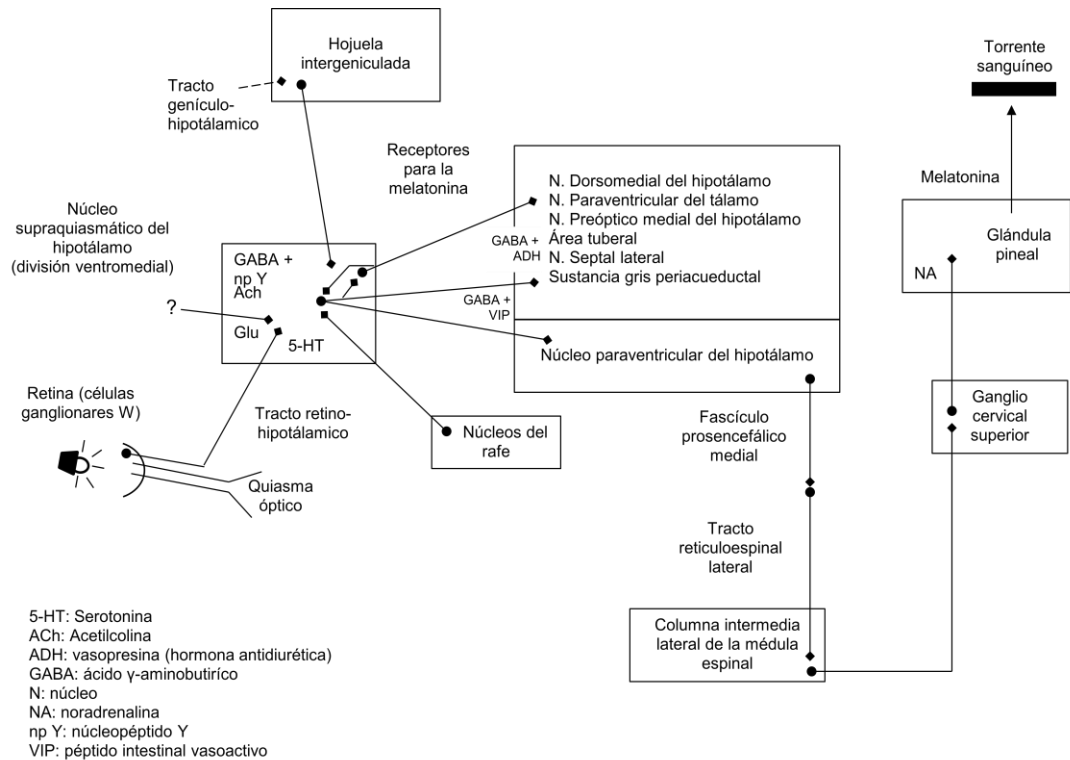 Hojuela
intergeniculada
Tracto
genículo-
hipotálamico
Torrente
sanguíneo
Receptores
para la
melatonina
Melatonina
Núcleo
supraquiasmático del
hipotálamo
(división ventromedial)
N. Dorsomedial del hipotálamo
N. Paraventricular del tálamo
N. Preóptico medial del hipotálamo
Área tuberal
N. Septal lateral
Sustancia gris periacueductal
GABA +
ADH
GABA +
VIP
Núcleo paraventricular del hipotálamo
Glándula
pineal
NA
GABA +
np Y
Ach
?
Glu
5-HT
Retina (células
ganglionares W)
Tracto retino-
hipotálamico
Quiasma
óptico
Núcleos del
rafe
Fascículo
prosencefálico
medial
Ganglio
cervical
superior
Tracto
reticuloespinal
lateral
Columna intermedia
lateral de la médula
espinal
5-HT: Serotonina
ACh: Acetilcolina
ADH: vasopresina (hormona antidiurética)
GABA: ácido γ-aminobutiríco
N: núcleo
NA: noradrenalina
np Y: núcleopéptido Y
VIP: péptido intestinal vasoactivo